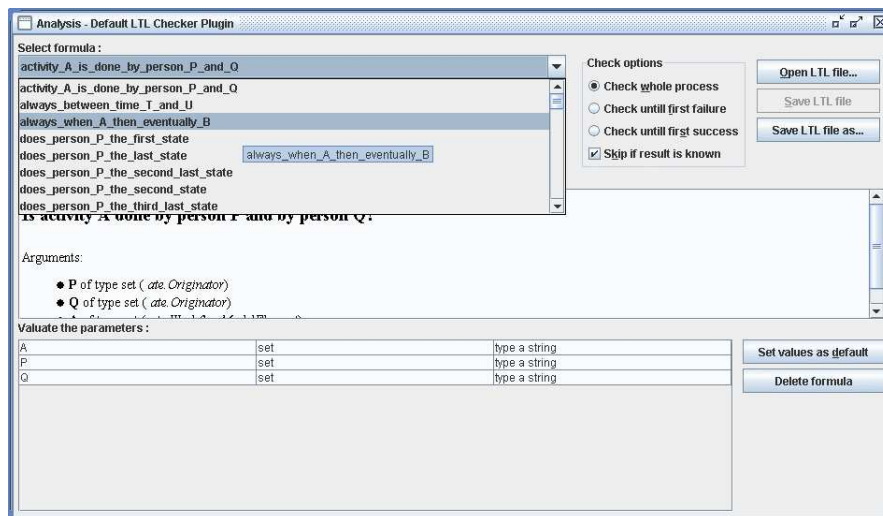 Analysis - Default LTL Checker Plugin
Select formula :
activity_A_is_done_by_person_P_and_Q
activity_A_is_done_by_person_P_and_Q
always_between_time_T_and_U
always_when_A_then_eventually_B
does_person_P_the_first_state
does_person_P_the_last_state
always_when_A_then_eventually_B
does_person_P_the_second_last_state
does_person_P_the_second_state
does_person_P_the_third_last_state
Check options
Check whole process
Check untill first failure
Check untill first success
Skip if result is known
Open LTL file...
Save LTL file
Save LTL file as...
Is activity A done by person P and by person Q?
Arguments:
P of type set ( ate.Originator)
Q of type set ( ate.Originator)
Valuate the parameters :
A set type a string
P set type a string
Q set type a string
Set values as default
Delete formula